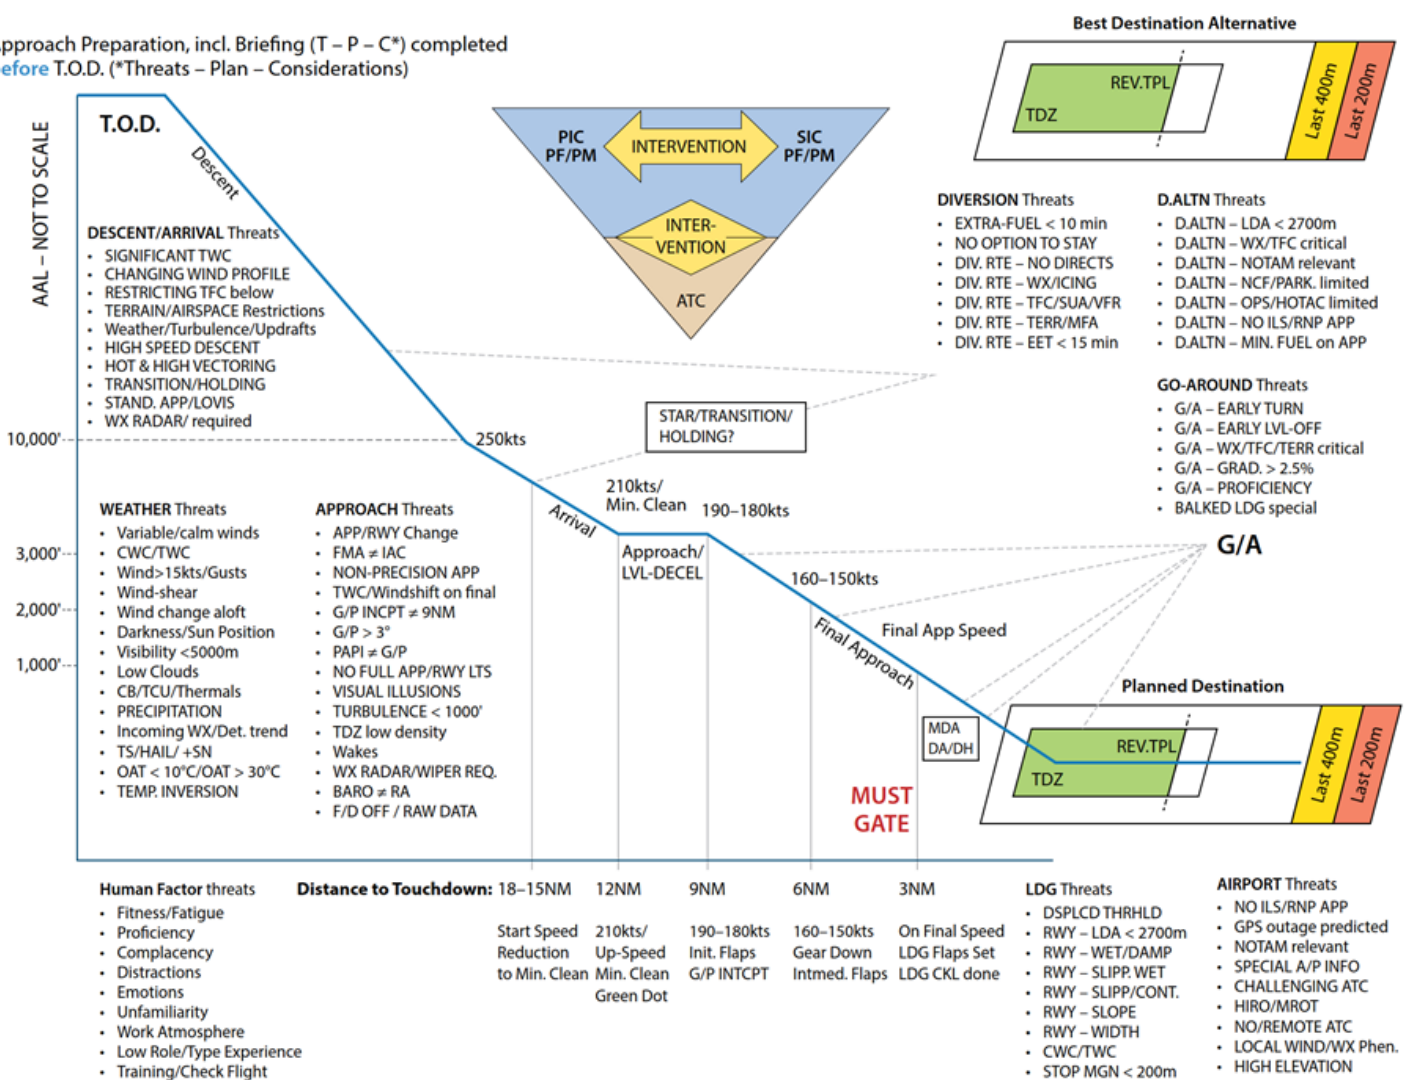 Best Destination Alternative
pproach Preparation, incl. Briefing (T – P – C*) completed
efore T.O.D. (*Threats – Plan – Considerations)
REV.TPL
TDZ
Last 400m
Last 200m
AAL – NOT TO SCALE
T.O.D.
Descent
PIC
PF/PM
INTERVENTION
SIC
PF/PM
INTER-
VENTION
ATC
DESCENT/ARRIVAL Threats
• SIGNIFICANT TWC
• CHANGING WIND PROFILE
• RESTRICTING TFC below
• TERRAIN/AIRSPACE Restrictions
• Weather/Turbulence/Updrafts
• HIGH SPEED DESCENT
• HOT & HIGH VECTORING
• TRANSITION/HOLDING
• STAND. APP/LOVIS
• WX RADAR/ required
DIVERSION Threats
• EXTRA-FUEL < 10 min
• NO OPTION TO STAY
• DIV. RTE – NO DIRECTS
• DIV. RTE – WX/ICING
• DIV. RTE – TFC/SUA/VFR
• DIV. RTE – TERR/MFA
• DIV. RTE – EET < 15 min
D.ALTN Threats
• D.ALTN – LDA < 2700m
• D.ALTN – WX/TFC critical
• D.ALTN – NOTAM relevant
• D.ALTN – NCF/PARK. limited
• D.ALTN – OPS/HOTAC limited
• D.ALTN – NO ILS/RNP APP
• D.ALTN – MIN. FUEL on APP
GO-AROUND Threats
• G/A – EARLY TURN
• G/A – EARLY LVL-OFF
• G/A – WX/TFC/TERR critical
• G/A – GRAD. > 2.5%
• G/A – PROFICIENCY
• BALKED LDG special
10,000'
250kts
STAR/TRANSITION/
HOLDING?
210kts/
Min. Clean
190–180kts
Arrival
Approach/
LVL-DECEL
G/A
3,000'
2,000'
1,000'
160–150kts
Final App Speed
Final Approach
WEATHER Threats
• Variable/calm winds
• CWC/TWC
• Wind>15kts/Gusts
• Wind-shear
• Wind change aloft
• Darkness/Sun Position
• Visibility <5000m
• Low Clouds
• CB/TCU/Thermals
• PRECIPITATION
• Incoming WX/Det. trend
• TS/HAIL/ +SN
• OAT < 10°C/OAT > 30°C
• TEMP. INVERSION
APPROACH Threats
• APP/RWY Change
• FMA ≠ IAC
• NON-PRECISION APP
• TWC/Windshift on final
• G/P INCPT ≠ 9NM
• G/P > 3°
• PAPI ≠ G/P
• NO FULL APP/RWY LTS
• VISUAL ILLUSIONS
• TURBULENCE < 1000'
• TDZ low density
• Wakes
• WX RADAR/WIPER REQ.
• BARO ≠ RA
• F/D OFF / RAW DATA
MDA
DA/DH
MUST
GATE
Planned Destination
REV.TPL
TDZ
Last 400m
Last 200m
Human Factor threats
• Fitness/Fatigue
• Proficiency
• Complacency
• Distractions
• Emotions
• Unfamiliarity
• Work Atmosphere
• Low Role/Type Experience
• Training/Check Flight
Distance to Touchdown: 18–15NM 12NM 9NM 6NM 3NM
Start Speed
Reduction
to Min. Clean
210kts/
Up-Speed
Min. Clean
Green Dot
190–180kts
Init. Flaps
G/P INTCPT
160–150kts
Gear Down
Intmed. Flaps
On Final Speed
LDG Flaps Set
LDG CKL done
LDG Threats
• DSPLCD THRHLD
• RWY – LDA < 2700m
• RWY – WET/DAMP
• RWY – SLIPP. WET
• RWY – SLIPP/CONT.
• RWY – SLOPE
• RWY – WIDTH
• CWC/TWC
• STOP MGN < 200m
AIRPORT Threats
• NO ILS/RNP APP
• GPS outage predicted
• NOTAM relevant
• SPECIAL A/P INFO
• CHALLENGING ATC
• HIRO/MROT
• NO/REMOTE ATC
• LOCAL WIND/WX Phen.
• HIGH ELEVATION